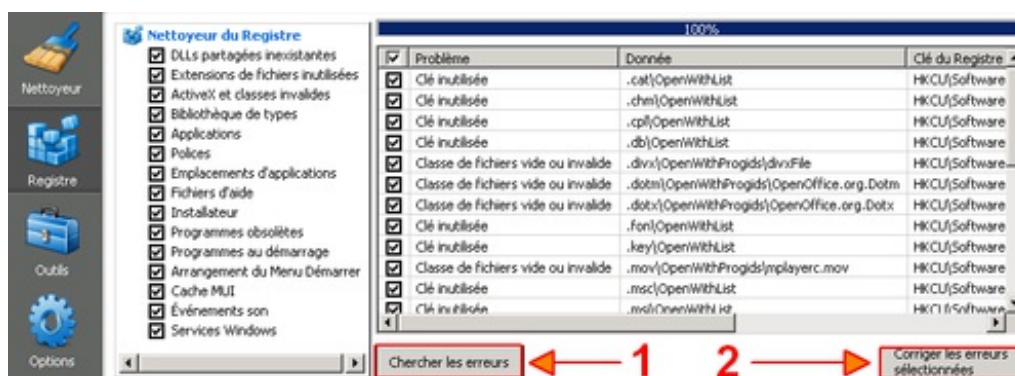 Nettoyeur
Registre
Outils
Options
Nettoyeur du Registre
DLLs partagées inexistantes
Extensions de fichiers inutilisées
ActiveX et classes invalides
Bibliothèque de types
Applications
Polices
Emplacements d'applications
Fichiers d'aide
Installateur
Programmes obsolètes
Programmes au démarrage
Arrangement du Menu Démarrer
Cache MUI
Événements son
Services Windows
100%
Problème Donnée Clé du Registre
Clé inutilisée .cat\OpenWithList HKCU\Software
Clé inutilisée .chm\OpenWithList HKCU\Software
Clé inutilisée .cpl\OpenWithList HKCU\Software
Clé inutilisée .db\OpenWithList HKCU\Software
Classe de fichiers vide ou invalide .divx\OpenWithProgids\divxFile HKCU\Software
Classe de fichiers vide ou invalide .dotm\OpenWithProgids\OpenOffice.org.Dotm HKCU\Software
Classe de fichiers vide ou invalide .dotx\OpenWithProgids\OpenOffice.org.Dotx HKCU\Software
Clé inutilisée .fon\OpenWithList HKCU\Software
Clé inutilisée .key\OpenWithList HKCU\Software
Classe de fichiers vide ou invalide .mov\OpenWithProgids\mplayerc.mov HKCU\Software
Clé inutilisée .msc\OpenWithList HKCU\Software
Clé inutilisée .msi\OpenWithList HKCU\Software
Chercher les erreurs 1 2 Corriger les erreurs
sélectionnées